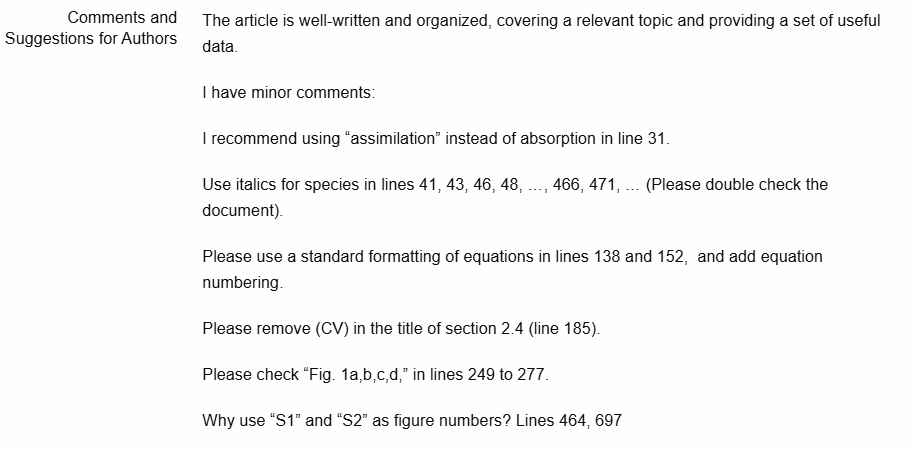 Comments and
Suggestions for Authors
The article is well-written and organized, covering a relevant topic and providing a set of useful
data.
I have minor comments:
I recommend using “assimilation” instead of absorption in line 31.
Use italics for species in lines 41, 43, 46, 48, …, 466, 471, … (Please double check the
document).
Please use a standard formatting of equations in lines 138 and 152,  and add equation
numbering.
Please remove (CV) in the title of section 2.4 (line 185).
Please check “Fig. 1a,b,c,d,” in lines 249 to 277.
Why use “S1” and “S2” as figure numbers? Lines 464, 697